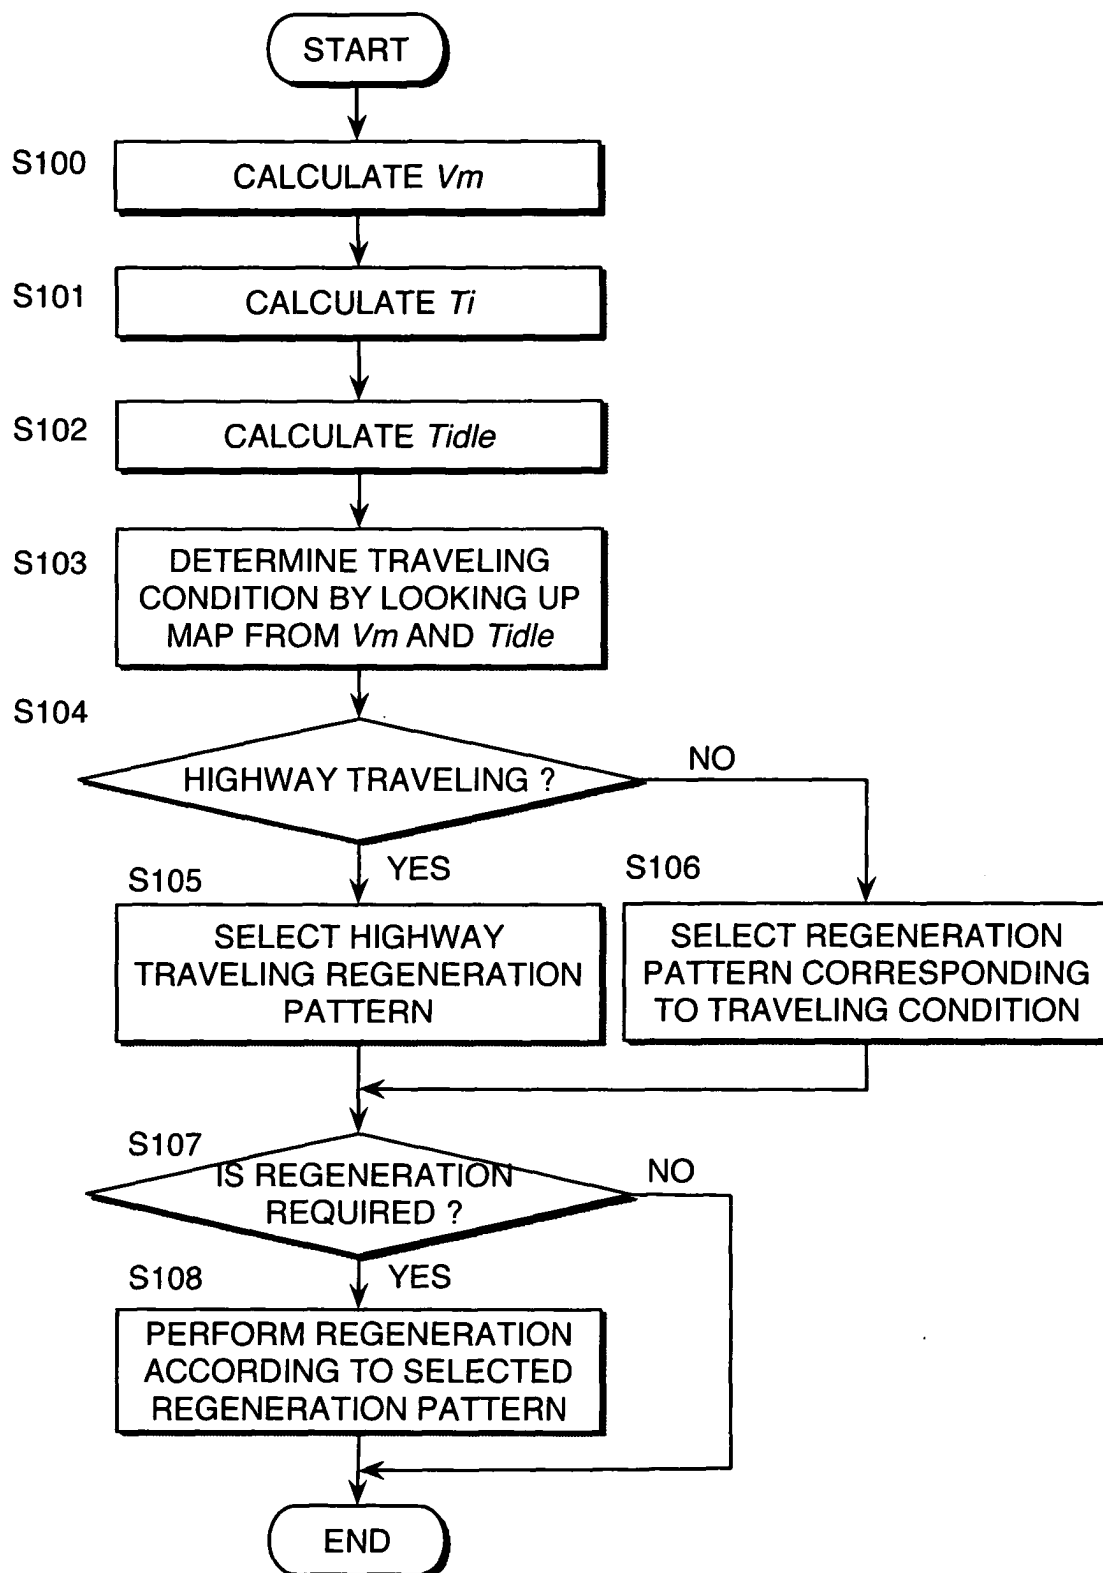 START
S100
CALCULATE Vm
S101
CALCULATE Ti
S102
CALCULATE Tidle
S103
DETERMINE TRAVELING
CONDITION BY LOOKING UP
MAP FROM Vm AND Tidle
S104
HIGHWAY TRAVELING ?
NO
YES
S105
SELECT HIGHWAY
TRAVELING REGENERATION
PATTERN
S106
SELECT REGENERATION
PATTERN CORRESPONDING
TO TRAVELING CONDITION
S107
IS REGENERATION
REQUIRED ?
NO
YES
S108
PERFORM REGENERATION
ACCORDING TO SELECTED
REGENERATION PATTERN
END